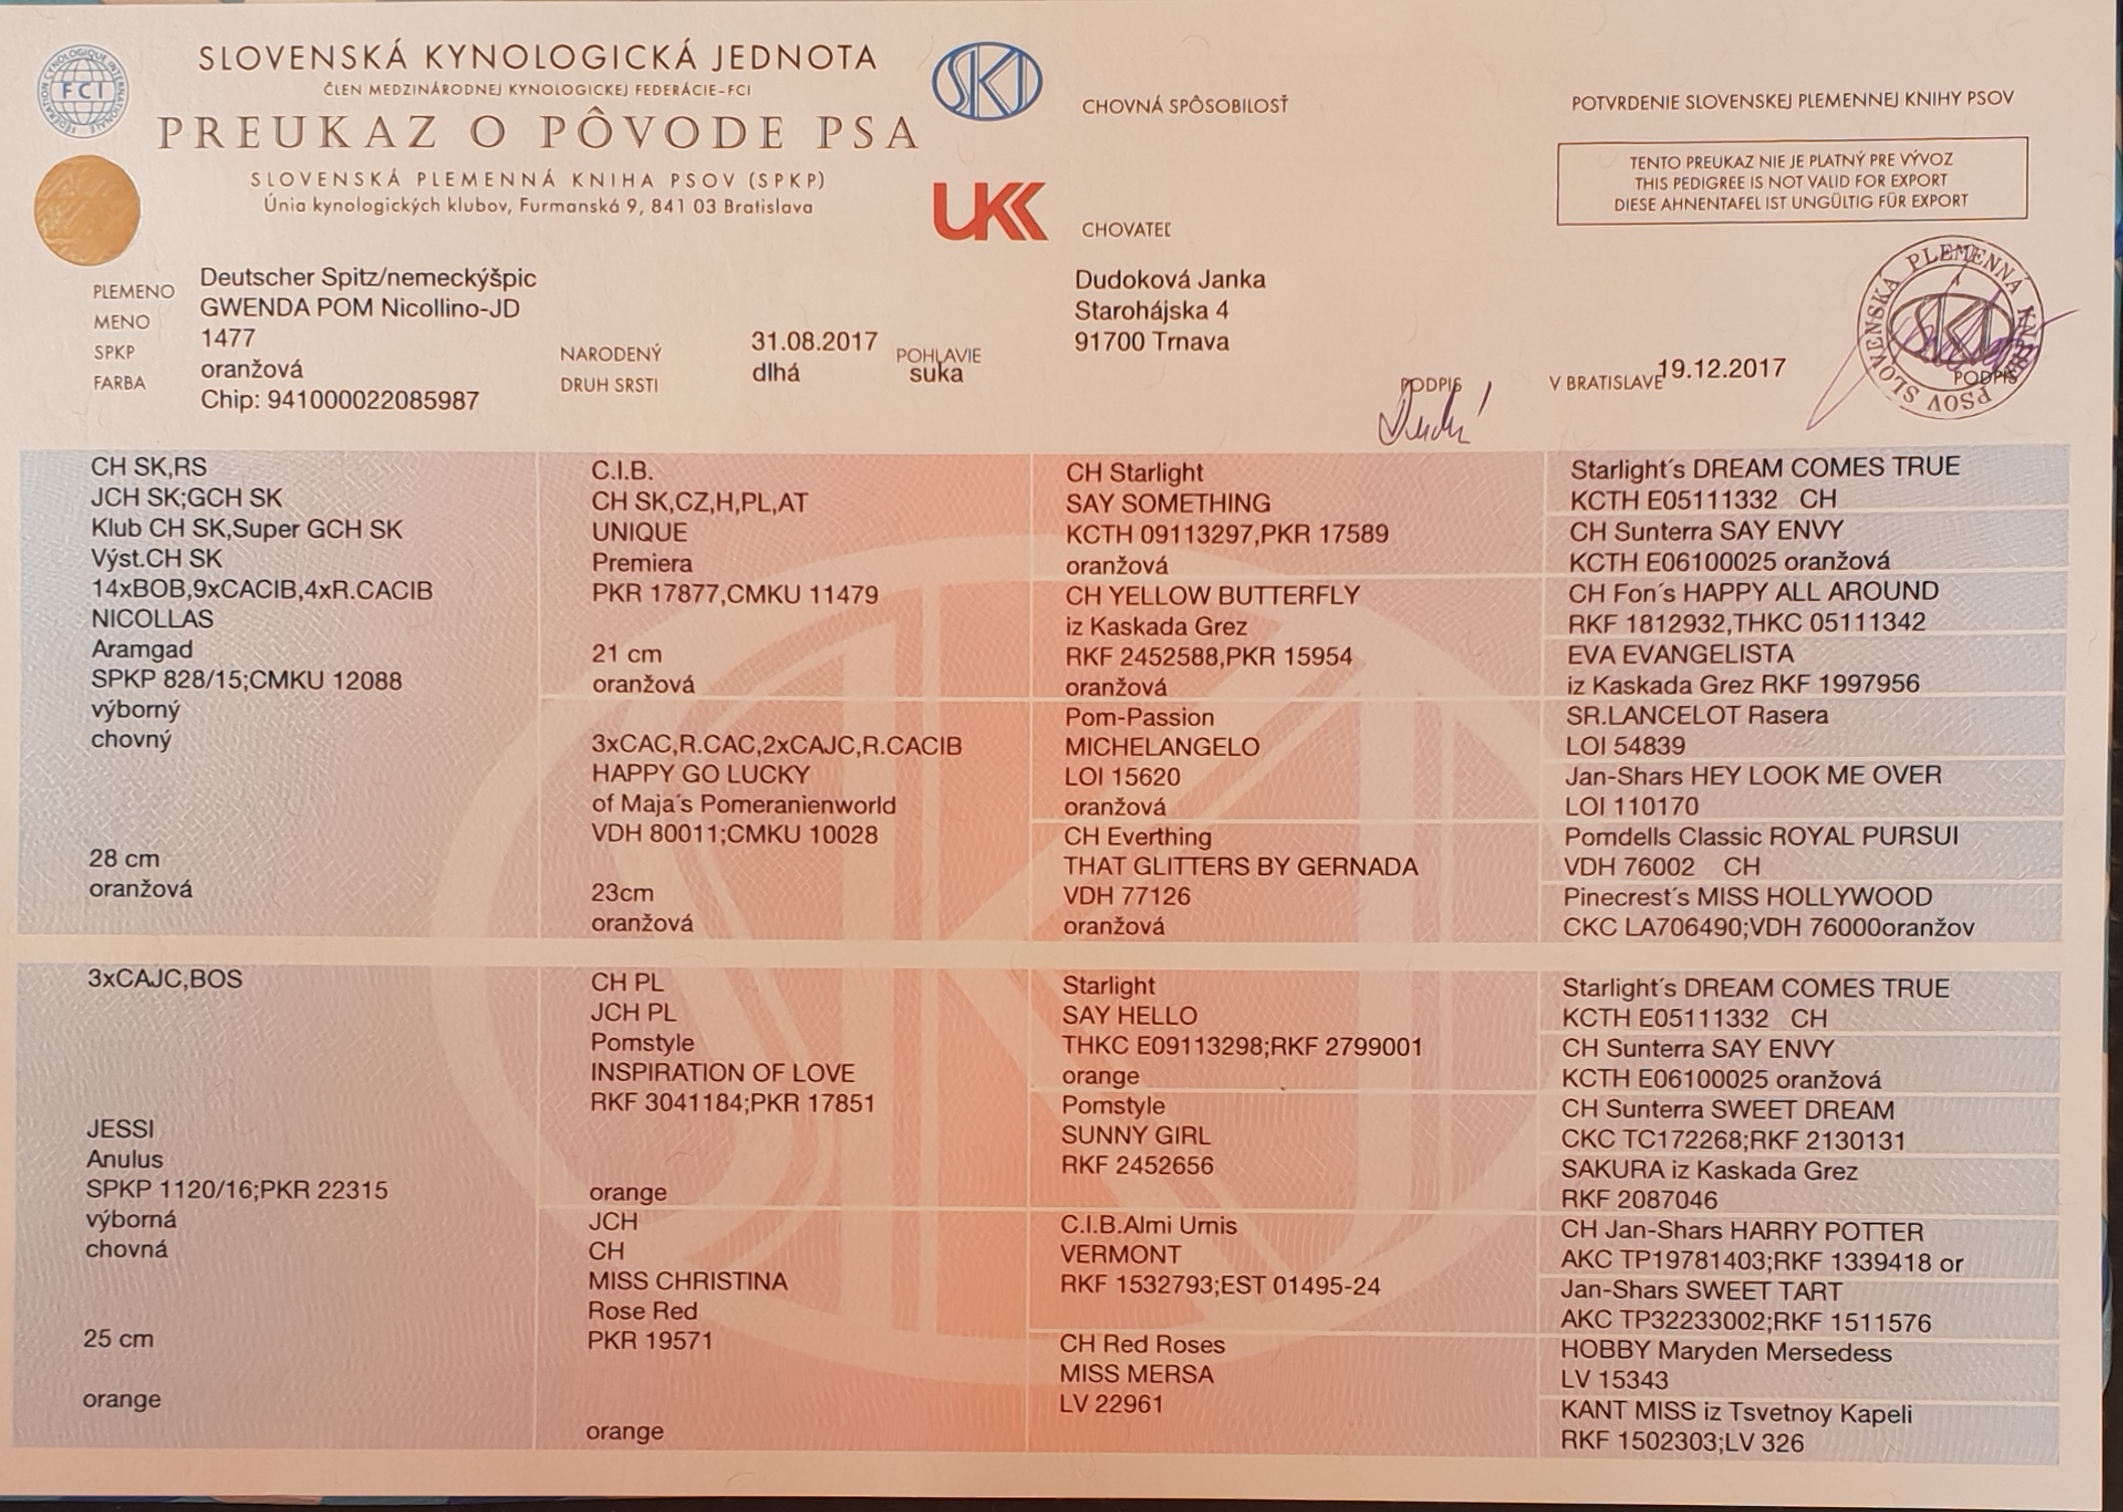 SLOVENSKÁ KYNOLOGICKÁ JEDNOTA
ČLEN MEDZINÁRODNEJ KYNOLOGICKEJ FEDERÁCIE-FCI
PREUKAZ O PÔVODE PSA
SLOVENSKÁ PLEMENNÁ KNIHA PSOV (SPKP)
Únia kynologických klubov, Furmanská 9, 841 03 Bratislava
FCI
FEDERATION CYNOLOGIQUE INTERNATIONALE
SKJ
UKK
CHOVNÁ SPÔSOBILOSŤ
POTVRDENIE SLOVENSKEJ PLEMENNEJ KNIHY PSOV
TENTO PREUKAZ NIE JE PLATNÝ PRE VÝVOZ
THIS PEDIGREE IS NOT VALID FOR EXPORT
DIESE AHNENTAFEL IST UNGÜLTIG FÜR EXPORT
CHOVATEĽ
PLEMENO Deutscher Spitz/nemeckýšpic
MENO GWENDA POM Nicollino-JD
SPKP 1477
FARBA oranžová
Chip: 941000022085987
NARODENÝ 31.08.2017
POHLAVIE suka
DRUH SRSTI dlhá
Dudoková Janka
Starohájska 4
91700 Trnava
PODPIS
V BRATISLAVE 19.12.2017
PODPIS
SLOVENSKÁ PLEMENNÁ KNIHA PSOV
SKJ
CH SK,RS
JCH SK;GCH SK
Klub CH SK,Super GCH SK
Výst.CH SK
14xBOB,9xCACIB,4xR.CACIB
NICOLLAS
Aramgad
SPKP 828/15;CMKU 12088
výborný
chovný
28 cm
oranžová
C.I.B.
CH SK,CZ,H,PL,AT
UNIQUE
Premiera
PKR 17877,CMKU 11479
21 cm
oranžová
3xCAC,R.CAC,2xCAJC,R.CACIB
HAPPY GO LUCKY
of Maja´s Pomeranienworld
VDH 80011;CMKU 10028
23cm
oranžová
CH Starlight
SAY SOMETHING
KCTH 09113297,PKR 17589
oranžová
CH YELLOW BUTTERFLY
iz Kaskada Grez
RKF 2452588,PKR 15954
oranžová
Pom-Passion
MICHELANGELO
LOI 15620
oranžová
CH Everthing
THAT GLITTERS BY GERNADA
VDH 77126
oranžová
Starlight´s DREAM COMES TRUE
KCTH E05111332 CH
CH Sunterra SAY ENVY
KCTH E06100025 oranžová
CH Fon´s HAPPY ALL AROUND
RKF 1812932,THKC 05111342
EVA EVANGELISTA
iz Kaskada Grez RKF 1997956
SR.LANCELOT Rasera
LOI 54839
Jan-Shars HEY LOOK ME OVER
LOI 110170
Pomdells Classic ROYAL PURSUI
VDH 76002 CH
Pinecrest´s MISS HOLLYWOOD
CKC LA706490;VDH 76000oranžov
3xCAJC,BOS
JESSI
Anulus
SPKP 1120/16;PKR 22315
výborná
chovná
25 cm
orange
CH PL
JCH PL
Pomstyle
INSPIRATION OF LOVE
RKF 3041184;PKR 17851
orange
JCH
CH
MISS CHRISTINA
Rose Red
PKR 19571
orange
Starlight
SAY HELLO
THKC E09113298;RKF 2799001
orange
Pomstyle
SUNNY GIRL
RKF 2452656
C.I.B.Almi Urnis
VERMONT
RKF 1532793;EST 01495-24
CH Red Roses
MISS MERSA
LV 22961
Starlight´s DREAM COMES TRUE
KCTH E05111332 CH
CH Sunterra SAY ENVY
KCTH E06100025 oranžová
CH Sunterra SWEET DREAM
CKC TC172268;RKF 2130131
SAKURA iz Kaskada Grez
RKF 2087046
CH Jan-Shars HARRY POTTER
AKC TP19781403;RKF 1339418 or
Jan-Shars SWEET TART
AKC TP32233002;RKF 1511576
HOBBY Maryden Mersedess
LV 15343
KANT MISS iz Tsvetnoy Kapeli
RKF 1502303;LV 326